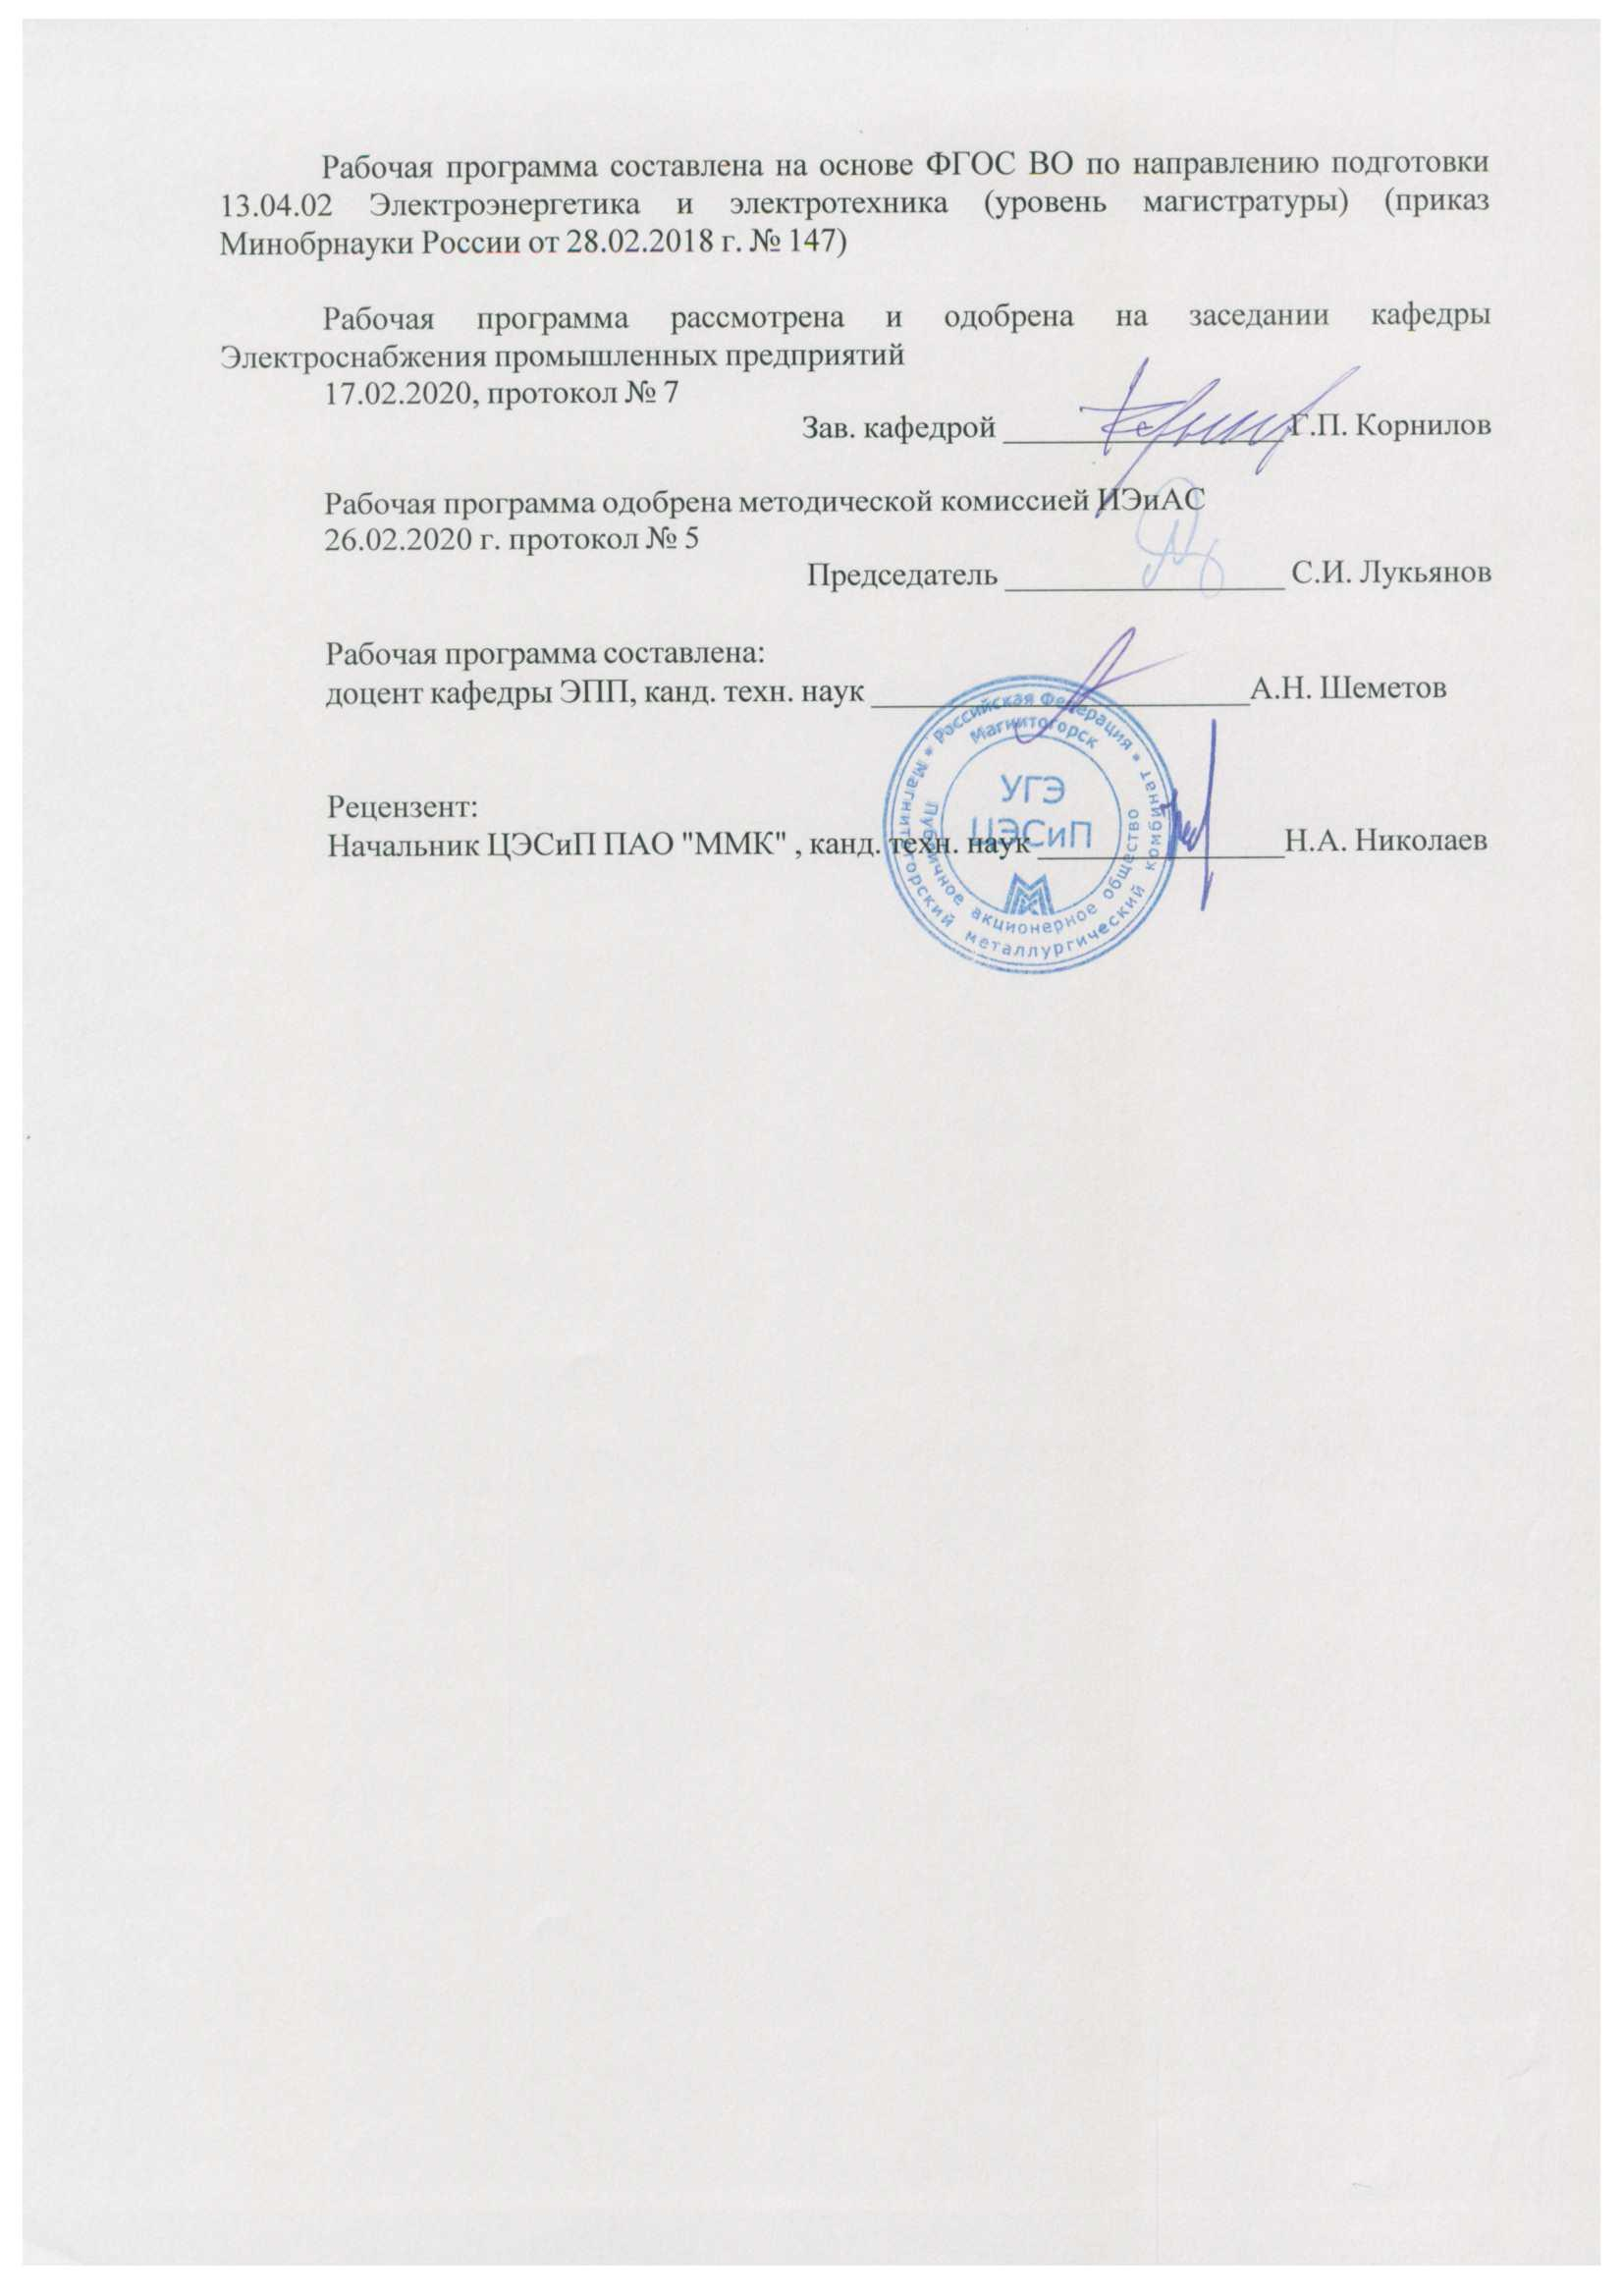 Рабочая программа составлена на основе ФГОС ВО по направлению подготовки
13.04.02 Электроэнергетика и электротехника (уровень магистратуры) (приказ
Минобрнауки России от 28.02.2018 г. № 147)
Рабочая программа рассмотрена и одобрена на заседании кафедры
Электроснабжения промышленных предприятий
17.02.2020, протокол № 7
Зав. кафедрой ____________________Г.П. Корнилов
Рабочая программа одобрена методической комиссией ИЭиАС
26.02.2020 г. протокол № 5
Председатель ____________________ С.И. Лукьянов
Рабочая программа составлена:
доцент кафедры ЭПП, канд. техн. наук ___________________________А.Н. Шеметов
Рецензент:
Начальник ЦЭСиП ПАО "ММК" , канд. техн. наук __________________Н.А. Николаев
* Российская Федерация *
Магнитогорск
Магнитогорский металлургический комбинат
Публичное акционерное общество
УГЭ
ЦЭСиП